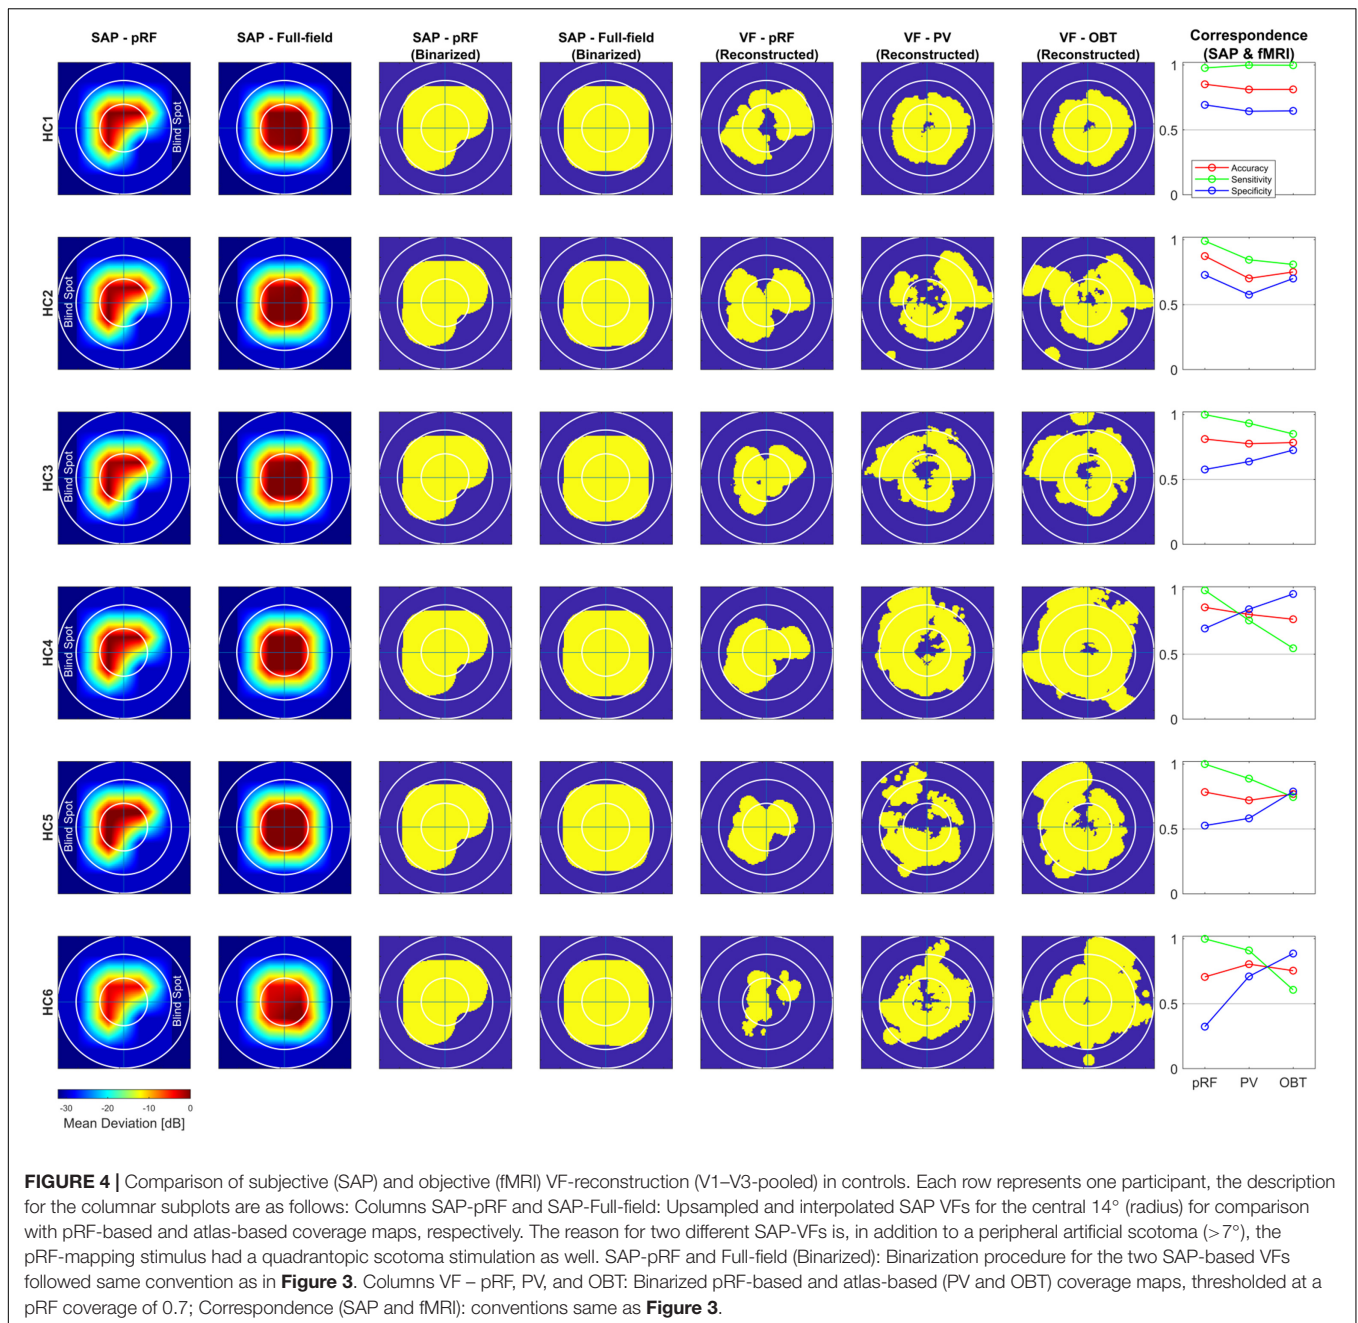 SAP - pRF
SAP - Full-field
SAP - pRF
(Binarized)
SAP - Full-field
(Binarized)
VF - pRF
(Reconstructed)
VF - PV
(Reconstructed)
VF - OBT
(Reconstructed)
Correspondence
(SAP & fMRI)
HC1
Blind Spot
1
0.5
0
Accuracy
Sensitivity
Specificity
HC2
Blind Spot
1
0.5
0
HC3
Blind Spot
1
0.5
0
HC4
Blind Spot
1
0.5
0
HC5
Blind Spot
1
0.5
0
HC6
Blind Spot
1
0.5
0
pRF PV OBT
-30 -20 -10 0
Mean Deviation [dB]
FIGURE 4 | Comparison of subjective (SAP) and objective (fMRI) VF-reconstruction (V1–V3-pooled) in controls. Each row represents one participant, the description
for the columnar subplots are as follows: Columns SAP-pRF and SAP-Full-field: Upsampled and interpolated SAP VFs for the central 14° (radius) for comparison
with pRF-based and atlas-based coverage maps, respectively. The reason for two different SAP-VFs is, in addition to a peripheral artificial scotoma (>7°), the
pRF-mapping stimulus had a quadrantopic scotoma stimulation as well. SAP-pRF and Full-field (Binarized): Binarization procedure for the two SAP-based VFs
followed same convention as in Figure 3. Columns VF – pRF, PV, and OBT: Binarized pRF-based and atlas-based (PV and OBT) coverage maps, thresholded at a
pRF coverage of 0.7; Correspondence (SAP and fMRI): conventions same as Figure 3.